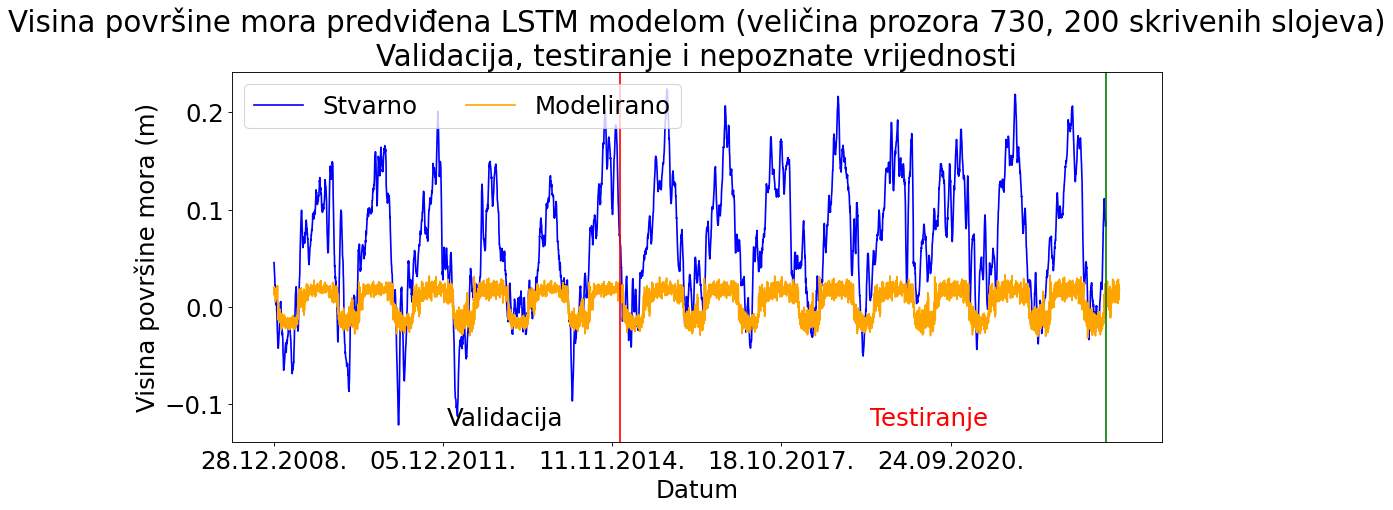 Visina površine mora predviđena LSTM modelom (veličina prozora 730, 200 skrivenih slojeva)
Validacija, testiranje i nepoznate vrijednosti
Stvarno Modelirano
Visina površine mora (m)
0.2
0.1
0.0
−0.1
Validacija Testiranje
28.12.2008. 05.12.2011. 11.11.2014. 18.10.2017. 24.09.2020.
Datum